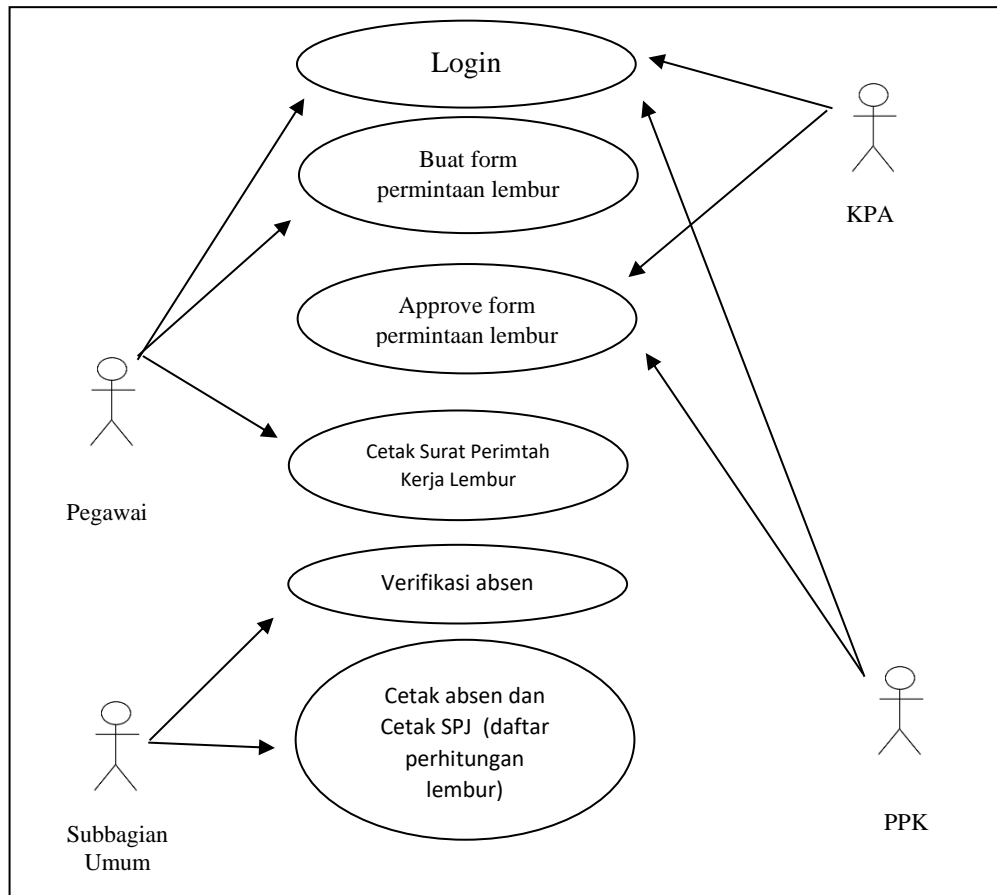 Login
Buat form
permintaan lembur
KPA
Approve form
permintaan lembur
Cetak Surat Perimtah
Kerja Lembur
Pegawai
Verifikasi absen
Cetak absen dan
Cetak SPJ (daftar
perhitungan
lembur)
Subbagian
Umum
PPK